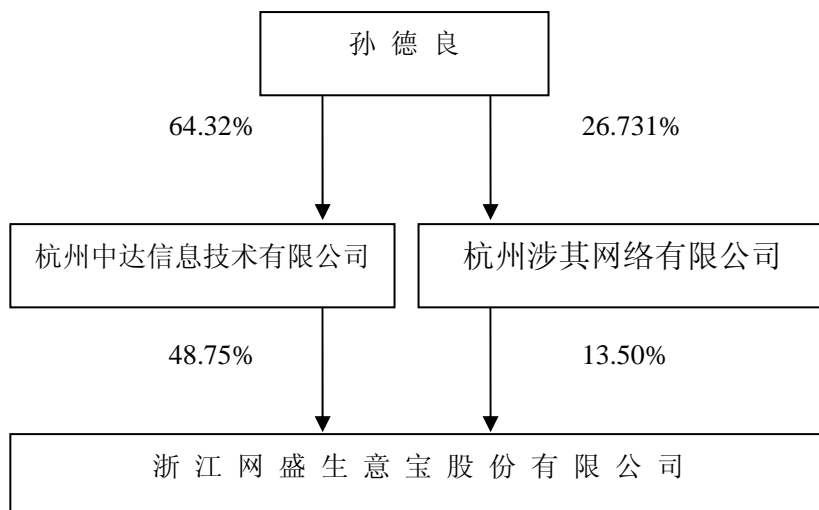 孙 德 良
64.32% 26.731%
杭州中达信息技术有限公司 杭州涉其网络有限公司
48.75% 13.50%
浙 江 网 盛 生 意 宝 股 份 有 限 公 司